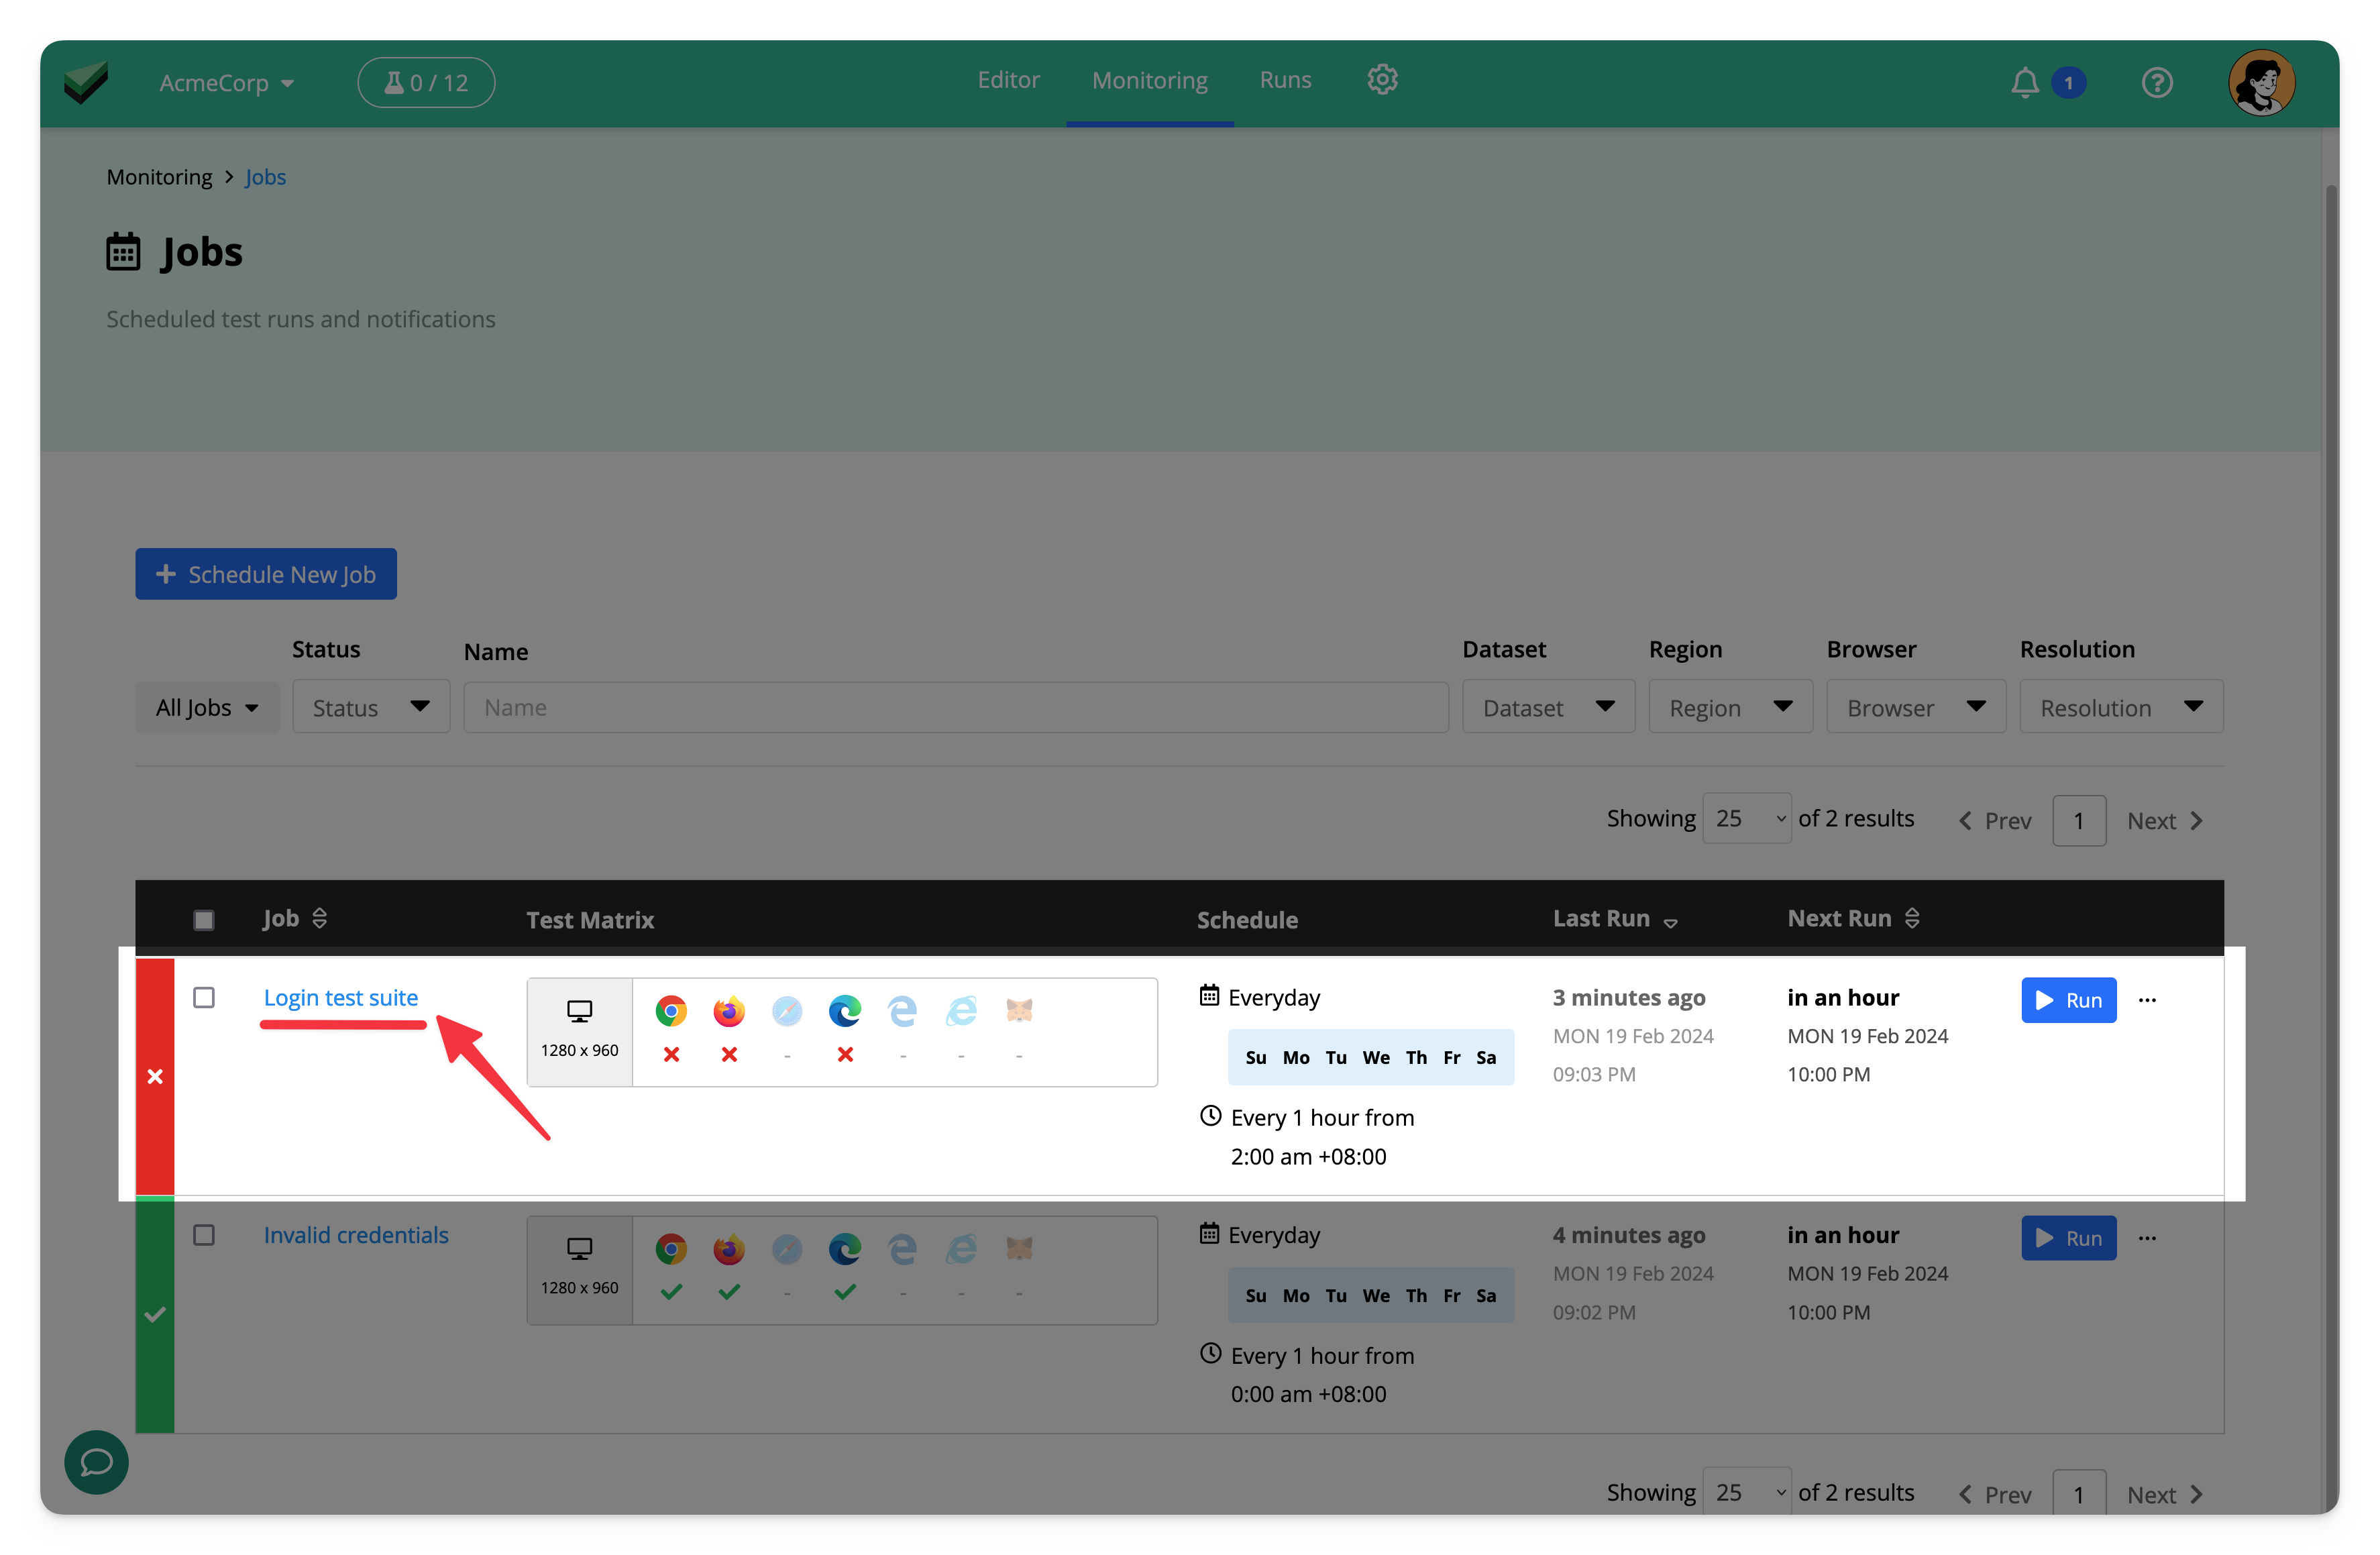 AcmeCorp
0 / 12
Editor
Monitoring
Runs
1
Monitoring > Jobs
Jobs
Scheduled test runs and notifications
+ Schedule New Job
Status
Name
Dataset
Region
Browser
Resolution
All Jobs
Status
Name
Dataset
Region
Browser
Resolution
Showing 25 of 2 results
Prev
1
Next
Job
Test Matrix
Schedule
Last Run
Next Run
Login test suite
1280 x 960
- - - -
Everyday
Su Mo Tu We Th Fr Sa
Every 1 hour from
2:00 am +08:00
3 minutes ago
MON 19 Feb 2024
09:03 PM
in an hour
MON 19 Feb 2024
10:00 PM
Run
Invalid credentials
1280 x 960
- - - -
Everyday
Su Mo Tu We Th Fr Sa
Every 1 hour from
0:00 am +08:00
4 minutes ago
MON 19 Feb 2024
09:02 PM
in an hour
MON 19 Feb 2024
10:00 PM
Run
Showing 25 of 2 results
Prev
1
Next